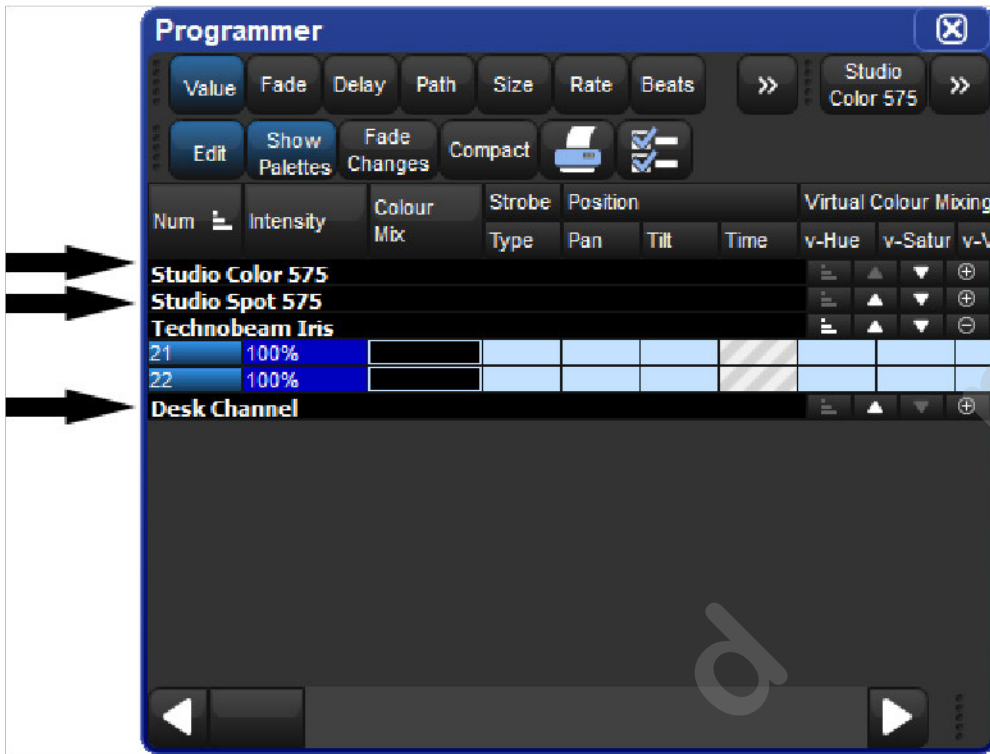 Programmer
Value Fade Delay Path Size Rate Beats » Studio Color 575 »
Edit Show Palettes Fade Changes Compact
Num Intensity Colour Mix Strobe Position Virtual Colour Mixing
Type Pan Tilt Time v-Hue v-Satur
Studio Color 575
Studio Spot 575
Technobeam Iris
21 100%
22 100%
Desk Channel
d